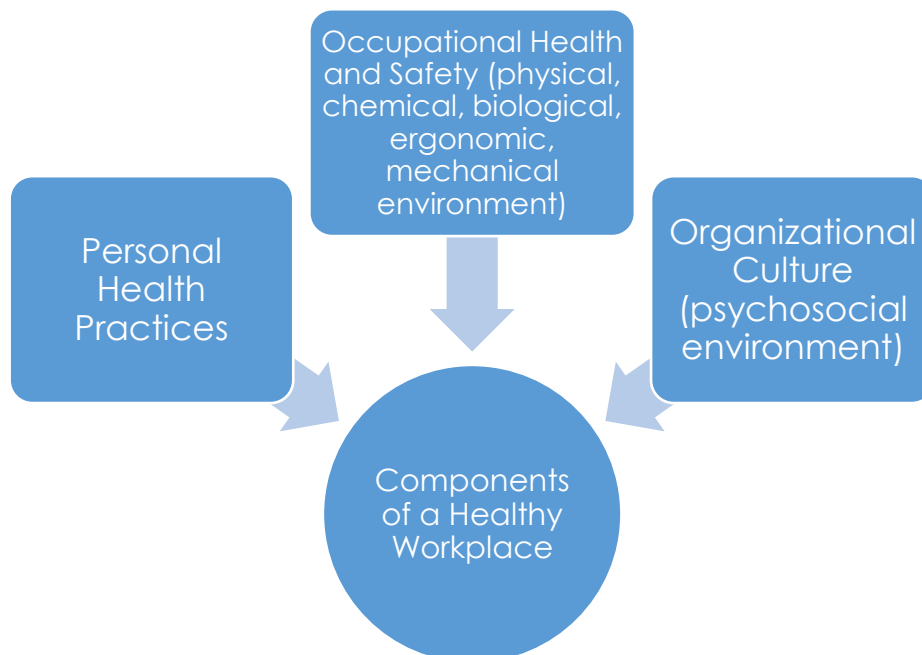 Occupational Health
and Safety (physical,
chemical, biological,
ergonomic,
mechanical
environment)
Personal
Health
Practices
Organizational
Culture
(psychosocial
environment)
Components
of a Healthy
Workplace